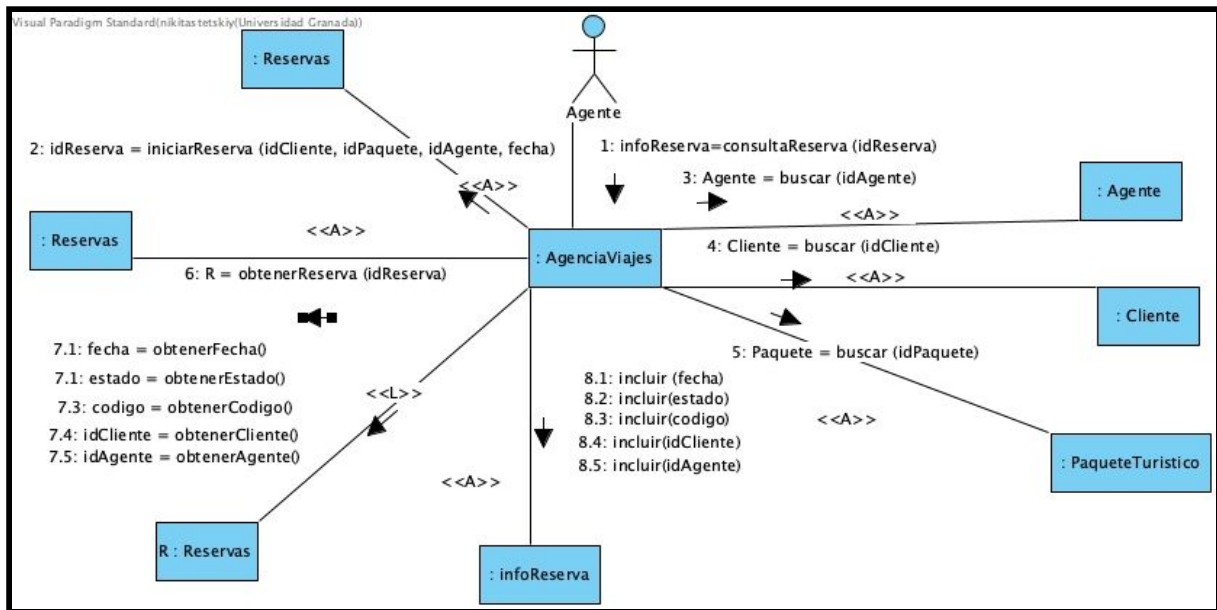 Visual Paradigm Standard(nikitastetskiy(Universidad Granada))
: Reservas
Agente
2: idReserva = iniciarReserva (idCliente, idPaquete, idAgente, fecha)
1: infoReserva=consultaReserva (idReserva)
<<A>>
3: Agente = buscar (idAgente)
: Agente
<<A>>
: Reservas
<<A>>
: AgenciaViajes
4: Cliente = buscar (idCliente)
6: R = obtenerReserva (idReserva)
<<A>>
: Cliente
5: Paquete = buscar (idPaquete)
7.1: fecha = obtenerFecha()
7.1: estado = obtenerEstado()
7.3: codigo = obtenerCodigo()
7.4: idCliente = obtenerCliente()
7.5: idAgente = obtenerAgente()
<<L>>
8.1: incluir (fecha)
8.2: incluir(estado)
8.3: incluir(codigo)
8.4: incluir(idCliente)
8.5: incluir(idAgente)
<<A>>
: PaqueteTuristico
<<A>>
R : Reservas
: infoReserva